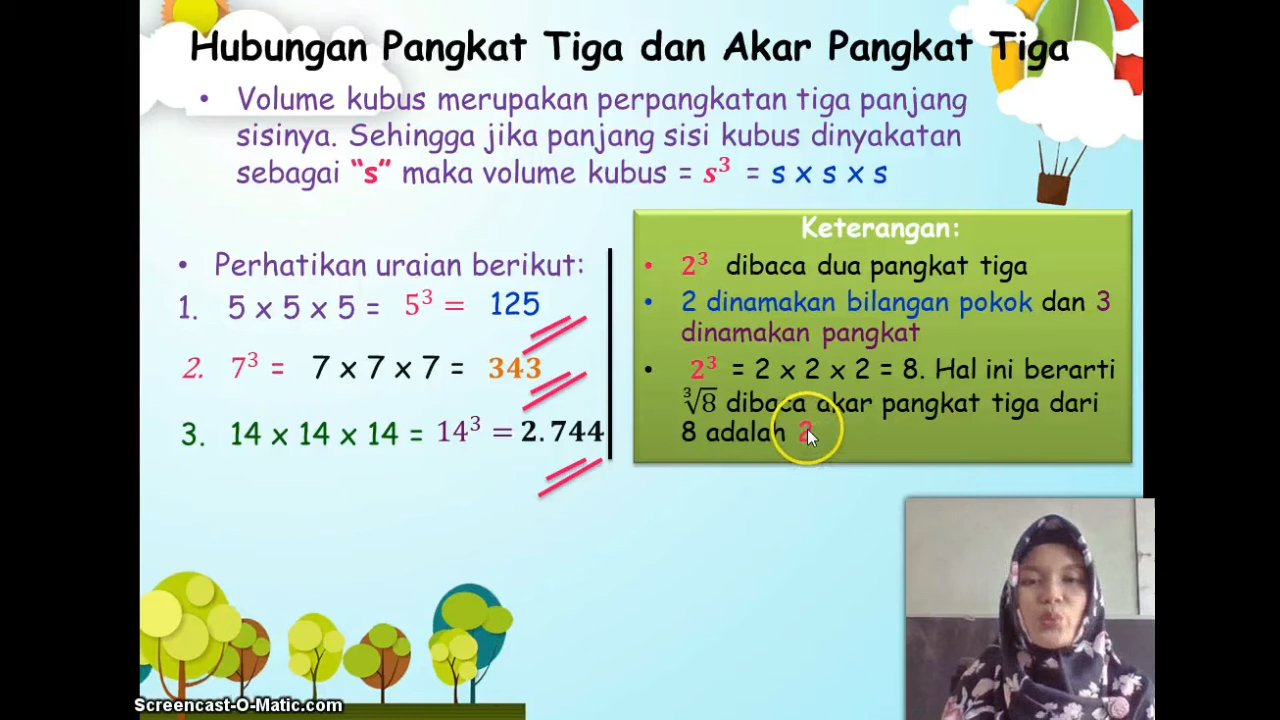 Hubungan Pangkat Tiga dan Akar Pangkat Tiga
• Volume kubus merupakan perpangkatan tiga panjang
sisinya. Sehingga jika panjang sisi kubus dinyakatan
sebagai “s” maka volume kubus = s³ = s x s x s
• Perhatikan uraian berikut:
1. 5 x 5 x 5 = 5³ = 125
2. 7³ = 7 x 7 x 7 = 343
3. 14 x 14 x 14 = 14³ = 2.744
Keterangan:
• 2³ dibaca dua pangkat tiga
• 2 dinamakan bilangan pokok dan 3
dinamakan pangkat
• 2³ = 2 x 2 x 2 = 8. Hal ini berarti
∛8 dibaca akar pangkat tiga dari
8 adalah 2
Screencast-O-Matic.com